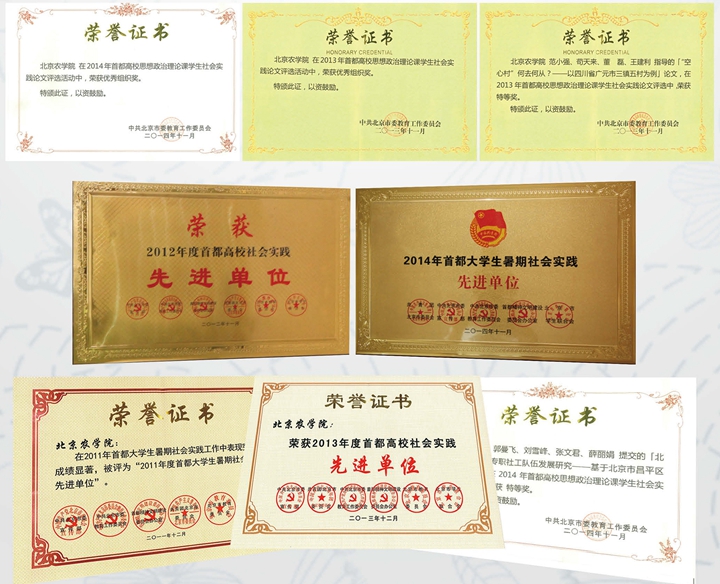 荣誉证书
北京农学院 在2014年首都高校思想政治理论课学生社会实
践论文评选活动中，荣获优秀组织奖。
特颁此证，以资鼓励。
中共北京市委教育工作委员会
二〇一四年十一月
荣誉证书
HONORARY CREDENTIAL
北京农学院 在2013年首都高校思想政治理论课学生社会实
践论文评选活动中，荣获优秀组织奖。
特颁此证，以资鼓励。
中共北京市委教育工作委员会
二〇一三年十一月
荣誉证书
HONORARY CREDENTIAL
北京农学院 范小强、荀天来、董 磊、王建利 指导的「"空
心村"何去何从？——以四川省广元市三镇五村为例」论文，在
2013年首都高校思想政治理论课学生社会实践论文评选中,荣获
特等奖。
特颁此证，以资鼓励。
中共北京市委教育工作委员会
二〇一三年十一月
荣 获
2012年度首都高校社会实践
先进单位
二〇一二年十一月
2014年首都大学生暑期社会实践
先进单位
二〇一四年十一月
荣誉证书
北京农学院：
在2011年首都大学生暑期社会实践工作中表现
成绩显著，被评为"2011年度首都大学生暑期社会
先进单位"。
二〇一一年十二月
荣誉证书
北京农学院：
荣获2013年度首都高校社会实践
先进单位
二〇一三年十二月
证书
郭曼飞、刘雪峰、张文君、薛丽娟 提交的「北
专职社工队伍发展研究——基于北京市昌平区
在 2014 年首都高校思想政治理论课学生社会实
获 特等奖。
以资鼓励。
中共北京市委教育工作委员会
二〇一四年十一月